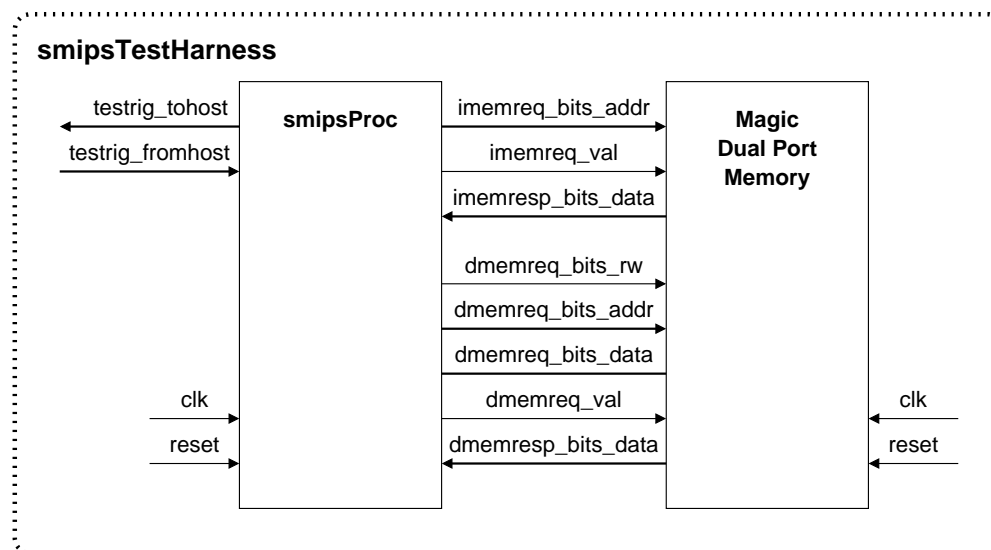 smipsTestHarness
testrig_tohost
testrig_fromhost
clk
reset
smipsProc
imemreq_bits_addr
imemreq_val
imemresp_bits_data
dmemreq_bits_rw
dmemreq_bits_addr
dmemreq_bits_data
dmemreq_val
dmemresp_bits_data
Magic
Dual Port
Memory
clk
reset